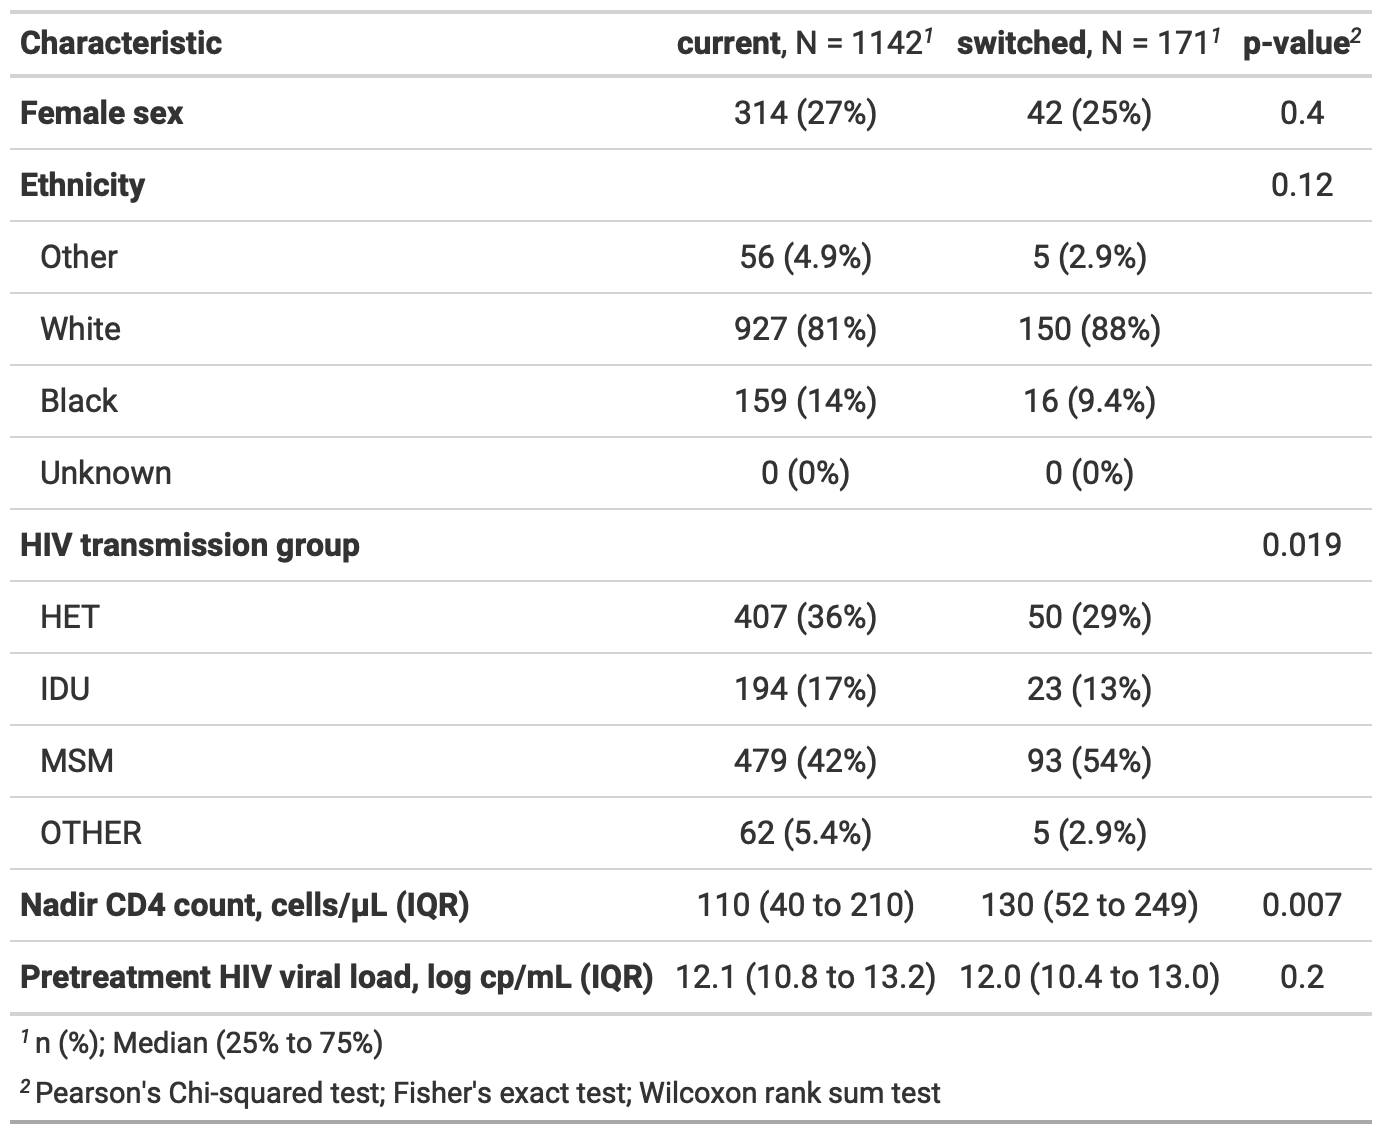 Characteristic current, N = 1142¹ switched, N = 171¹ p-value²
Female sex 314 (27%) 42 (25%) 0.4
Ethnicity 0.12
Other 56 (4.9%) 5 (2.9%)
White 927 (81%) 150 (88%)
Black 159 (14%) 16 (9.4%)
Unknown 0 (0%) 0 (0%)
HIV transmission group 0.019
HET 407 (36%) 50 (29%)
IDU 194 (17%) 23 (13%)
MSM 479 (42%) 93 (54%)
OTHER 62 (5.4%) 5 (2.9%)
Nadir CD4 count, cells/µL (IQR) 110 (40 to 210) 130 (52 to 249) 0.007
Pretreatment HIV viral load, log cp/mL (IQR) 12.1 (10.8 to 13.2) 12.0 (10.4 to 13.0) 0.2
¹ n (%); Median (25% to 75%)
² Pearson's Chi-squared test; Fisher's exact test; Wilcoxon rank sum test